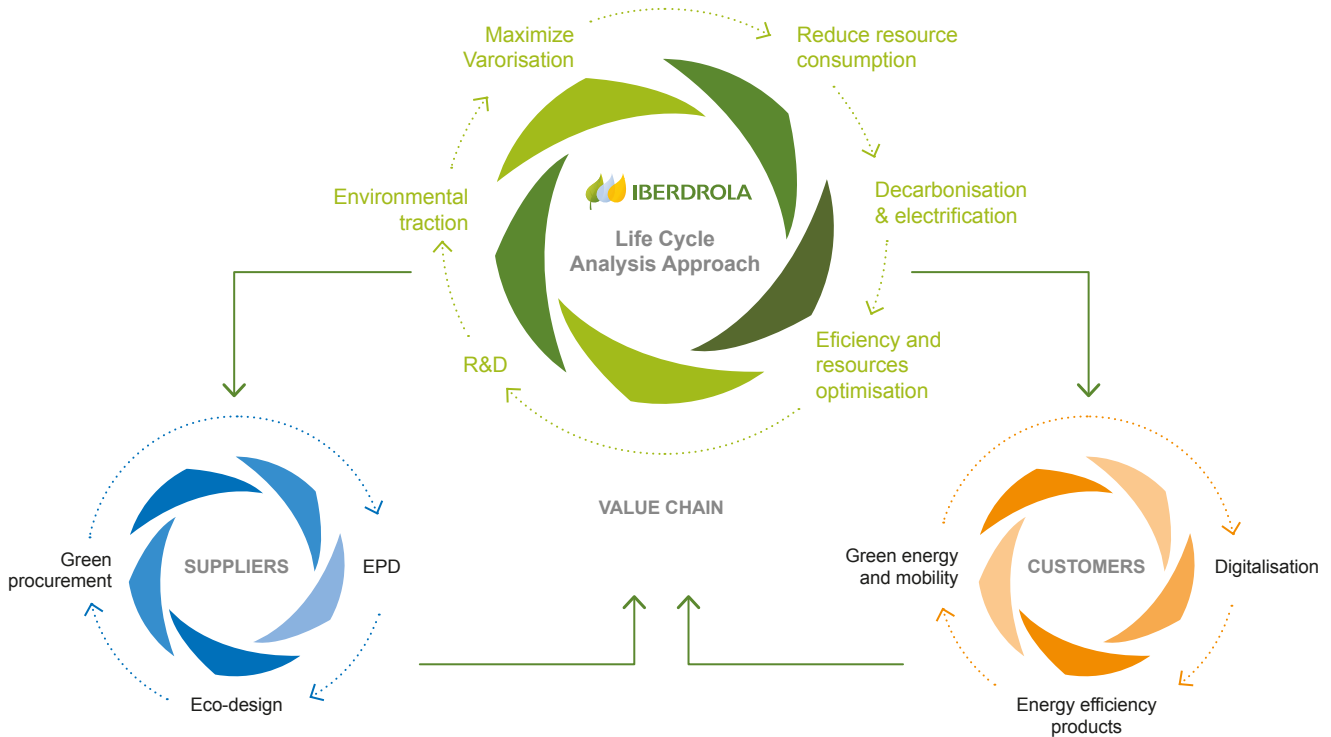 Maximize
Varorisation
Reduce resource
consumption
Environmental
traction
IBERDROLA
Life Cycle
Analysis Approach
Decarbonisation
& electrification
R&D
Eficiency and
resources
optimisation
VALUE CHAIN
Green
procurement
SUPPLIERS
EPD
Eco-design
Green energy
and mobility
CUSTOMERS
Digitalisation
Energy efficiency
products